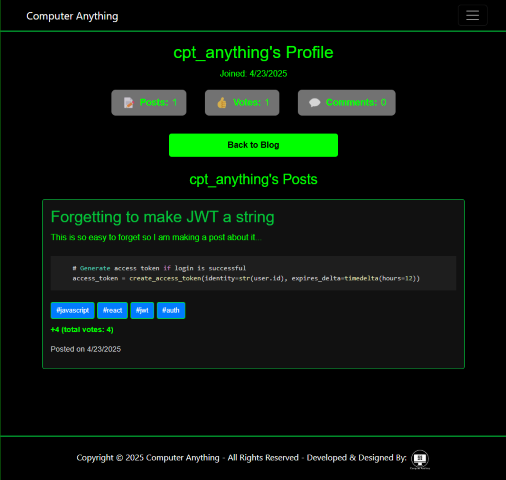 Computer Anything
cpt_anything's Profile
Joined: 4/23/2025
Posts: 1
Votes: 1
Comments: 0
Back to Blog
cpt_anything's Posts
Forgetting to make JWT a string
This is so easy to forget so I am making a post about it...
# Generate access token if login is successful
access_token = create_access_token(identity=str(user.id), expires_delta=timedelta(hours=12))
#javascript #react #jwt #auth
+4 (total votes: 4)
Posted on 4/23/2025
Copyright © 2025 Computer Anything - All Rights Reserved - Developed & Designed By: